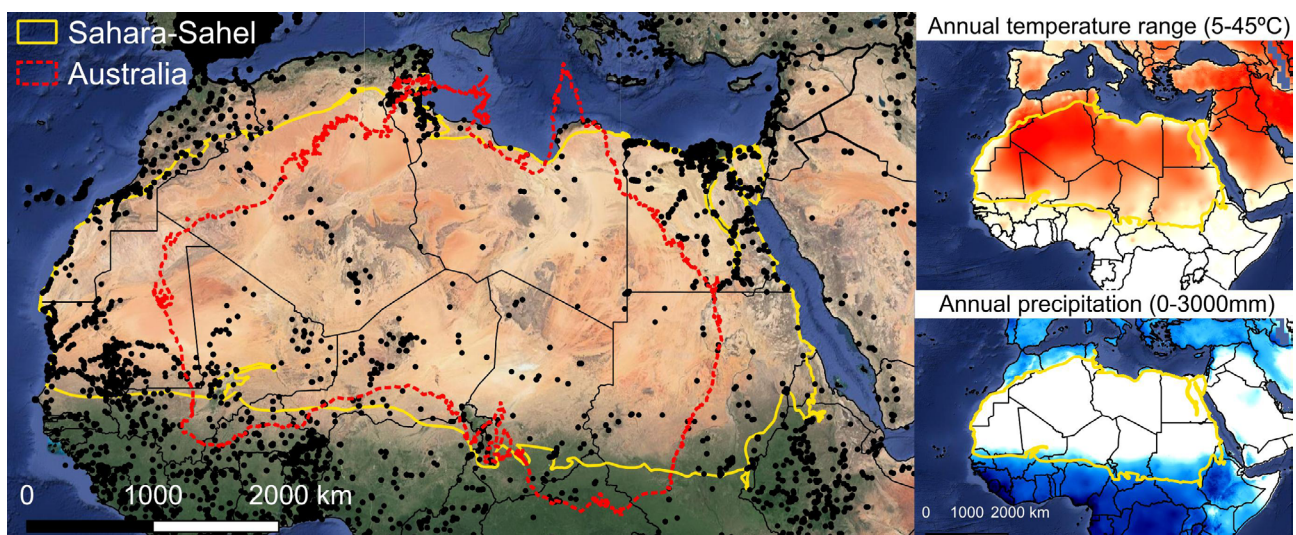 Sahara-Sahel
Australia
0 1000 2000 km
Annual temperature range (5-45ºC)
Annual precipitation (0-3000mm)
0 1000 2000 km